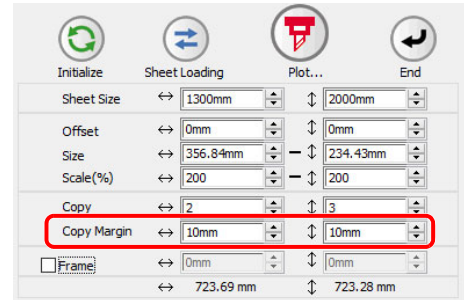 Initialize Sheet Loading Plot... End
Sheet Size ↔ 1300mm ↕ 2000mm
Offset ↔ 0mm ↕ 0mm
Size ↔ 356.84mm ↕ 234.43mm
Scale(%) ↔ 200 ↕ 200
Copy ↔ 2 ↕ 3
Copy Margin ↔ 10mm ↕ 10mm
Frame ↔ 0mm ↕ 0mm
↔ 723.69 mm ↕ 723.28 mm